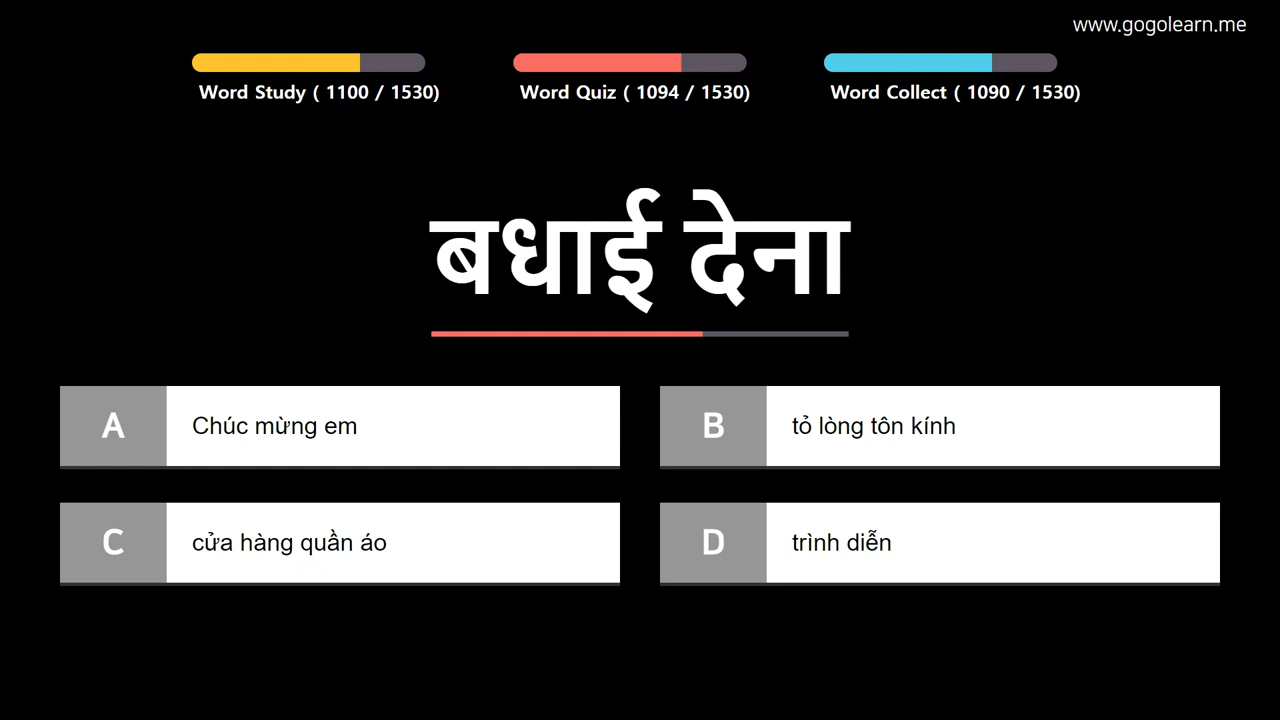 www.gogolearn.me
Word Study ( 1100 / 1530)
Word Quiz ( 1094 / 1530)
Word Collect ( 1090 / 1530)
बधाई देना
A Chúc mừng em
B tỏ lòng tôn kính
C cửa hàng quần áo
D trình diễn